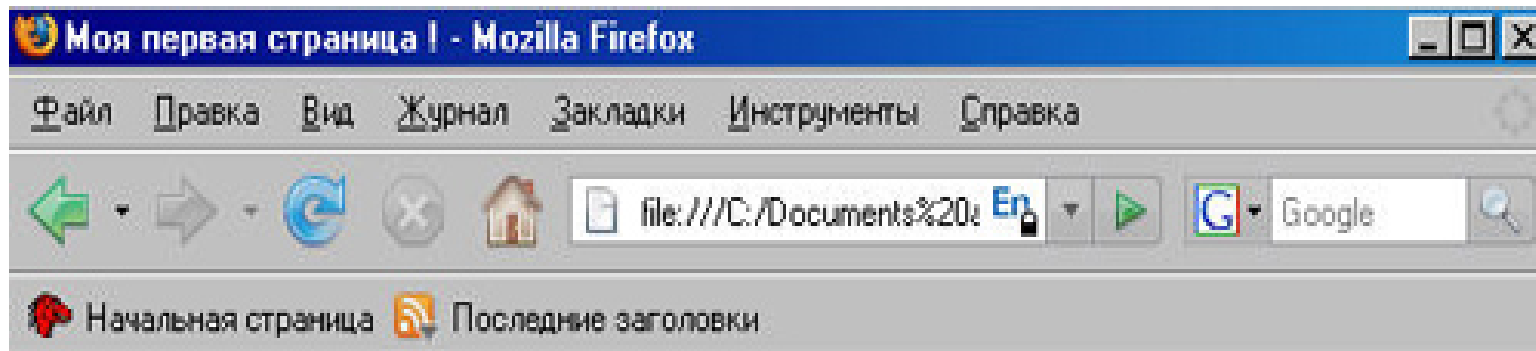 Моя первая страница ! - Mozilla Firefox
Файл Правка Вид Журнал Закладки Инструменты Справка
file:///C:/Documents%20 En G Google
Начальная страница Последние заголовки